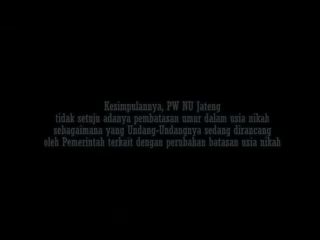 Kesimpulannya, PW NU Jateng
tidak setuju adanya pembatasan umur dalam usia nikah
sebagaimana yang Undang-Undangnya sedang dirancang
oleh Pemerintah terkait dengan perubahan batasan usia nikah